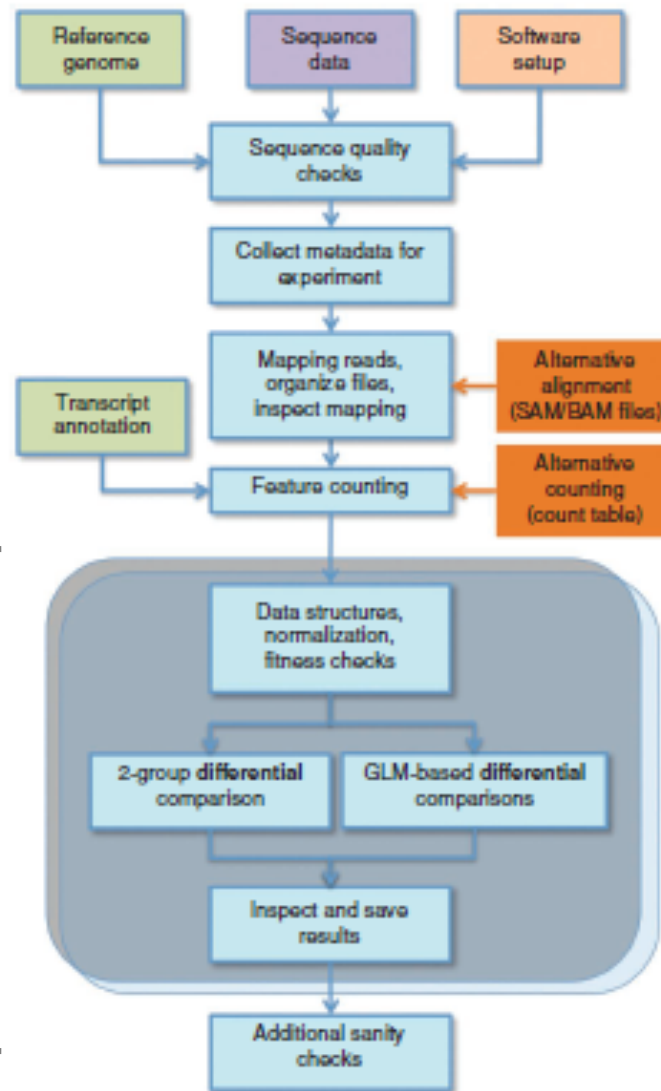 Reference
genome
Sequence
data
Software
setup
Sequence quality
checks
Collect metadata for
experiment
Mapping reads,
organize files,
inspect mapping
Alternative
alignment
(SAM/BAM files)
Transcript
annotation
Feature counting
Alternative
counting
(count table)
Data structures,
normalization,
fitness checks
2-group differential
comparison
GLM-based differential
comparisons
Inspect and save
results
Additional sanity
checks